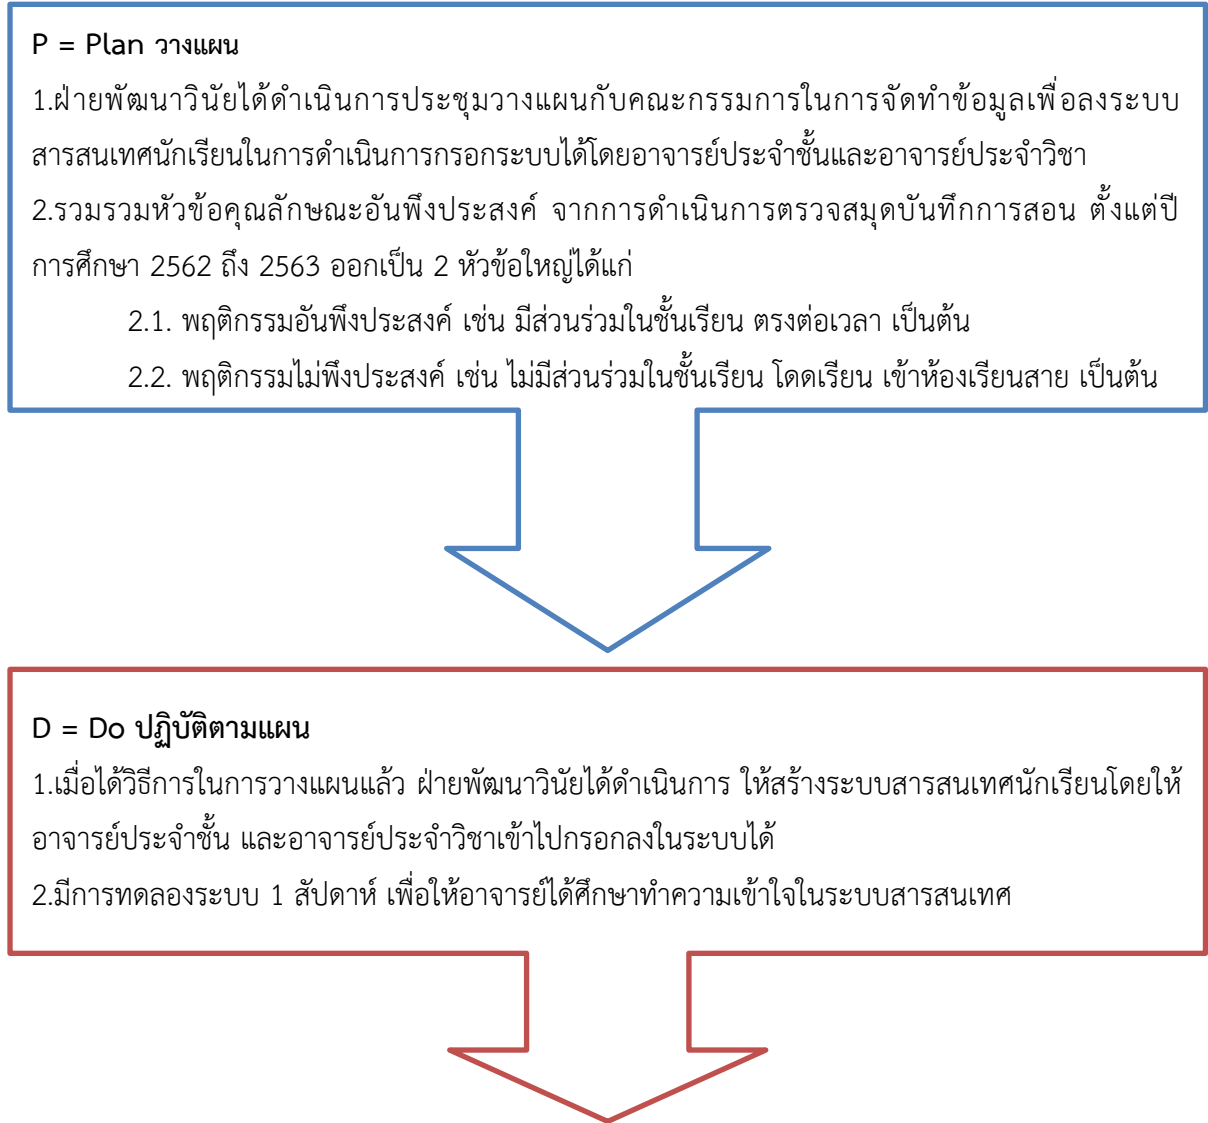 P = Plan วางแผน
1.ฝ่ายพัฒนาวินัยได้ดำเนินการประชุมวางแผนกับคณะกรรมการในการจัดทำข้อมูลเพื่อลงระบบ
สารสนเทศนักเรียนในการดำเนินการกรอกระบบได้โดยอาจารย์ประจำชั้นและอาจารย์ประจำวิชา
2.รวมรวมหัวข้อคุณลักษณะอันพึงประสงค์ จากการดำเนินการตรวจสมุดบันทึกการสอน ตั้งแต่ปี
การศึกษา 2562 ถึง 2563 ออกเป็น 2 หัวข้อใหญ่ได้แก่
2.1. พฤติกรรมอันพึงประสงค์ เช่น มีส่วนร่วมในชั้นเรียน ตรงต่อเวลา เป็นต้น
2.2. พฤติกรรมไม่พึงประสงค์ เช่น ไม่มีส่วนร่วมในชั้นเรียน โดดเรียน เข้าห้องเรียนสาย เป็นต้น
D = Do ปฏิบัติตามแผน
1.เมื่อได้วิธีการในการวางแผนแล้ว ฝ่ายพัฒนาวินัยได้ดำเนินการ ให้สร้างระบบสารสนเทศนักเรียนโดยให้
อาจารย์ประจำชั้น และอาจารย์ประจำวิชาเข้าไปกรอกลงในระบบได้
2.มีการทดลองระบบ 1 สัปดาห์ เพื่อให้อาจารย์ได้ศึกษาทำความเข้าใจในระบบสารสนเทศ